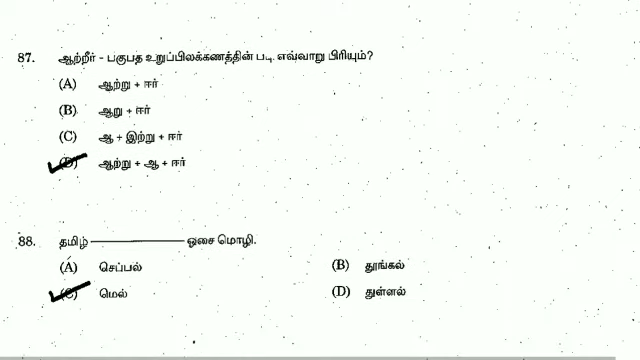 87. ஆற்றீர் - பகுபத உறுப்பிலக்கணத்தின் படி எவ்வாறு பிரியும்?
(A) ஆற்று + ஈர்
(B) ஆறு + ஈர்
(C) ஆ + இற்று + ஈர்
(D) ஆற்று + ஆ + ஈர்
88. தமிழ் ———————— ஓசை மொழி.
(A) செப்பல் (B) தூங்கல்
(C) மெல் (D) துள்ளல்